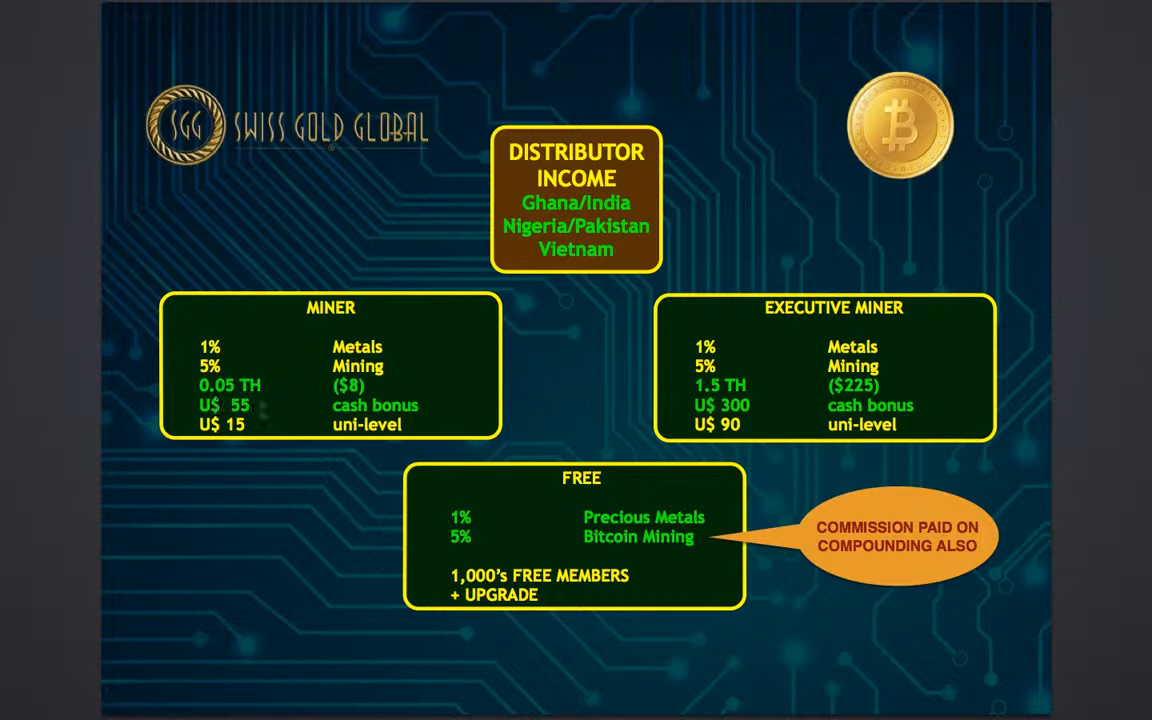 SGG SWISS GOLD GLOBAL
DISTRIBUTOR
INCOME
Ghana/India
Nigeria/Pakistan
Vietnam
MINER
1% Metals
5% Mining
0.05 TH ($8)
U$ 55 cash bonus
U$ 15 uni-level
EXECUTIVE MINER
1% Metals
5% Mining
1.5 TH ($225)
U$ 300 cash bonus
U$ 90 uni-level
FREE
1% Precious Metals
5% Bitcoin Mining
1,000's FREE MEMBERS
+ UPGRADE
COMMISSION PAID ON
COMPOUNDING ALSO